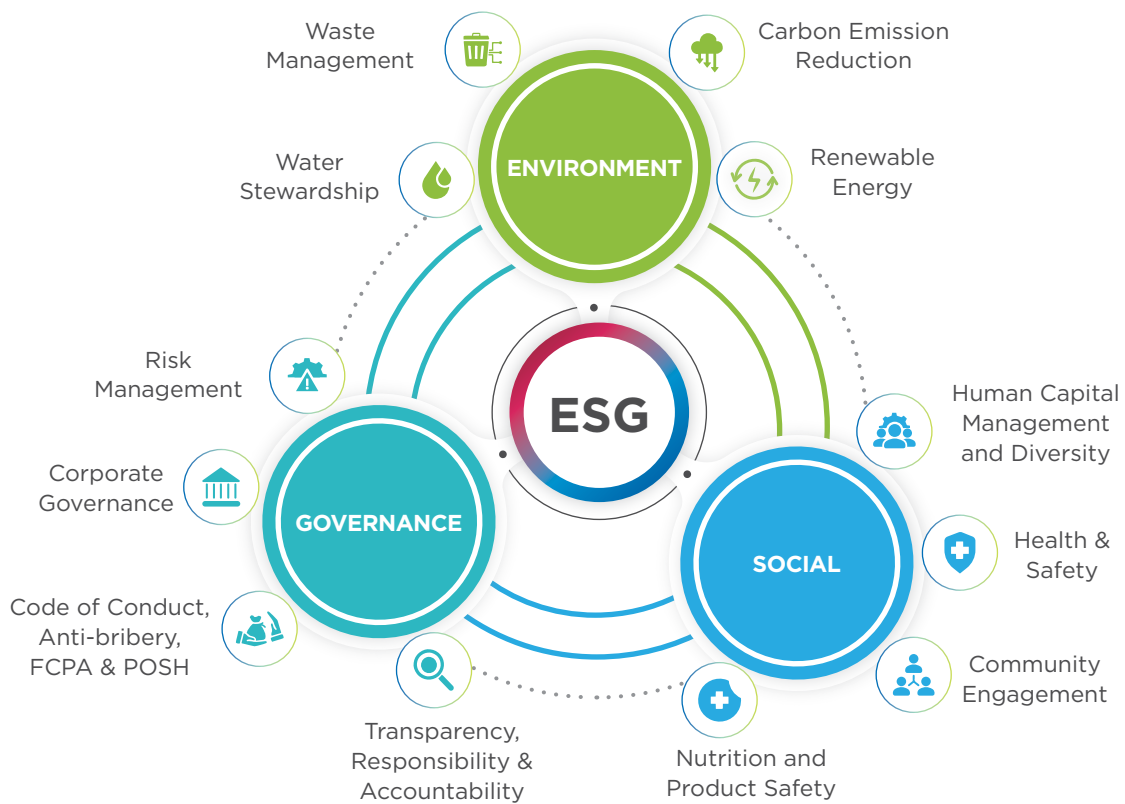 Waste
Management
Carbon Emission
Reduction
ENVIRONMENT
Water
Stewardship
Renewable
Energy
Risk
Management
ESG
Human Capital
Management
and Diversity
Corporate
Governance
GOVERNANCE
SOCIAL
Health &
Safety
Code of Conduct,
Anti-bribery,
FCPA & POSH
Community
Engagement
Transparency,
Responsibility &
Accountability
Nutrition and
Product Safety